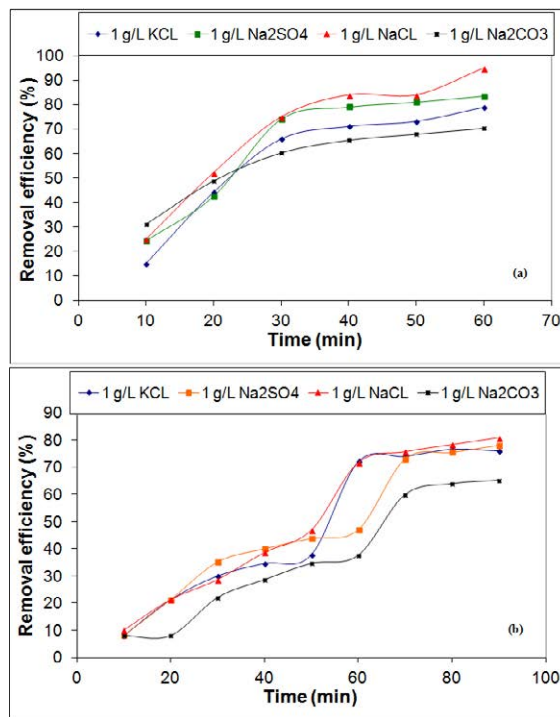 1 g/L KCL 1 g/L Na2SO4 1 g/L NaCL 1 g/L Na2CO3
Removal efficiency (%)
100
90
80
70
60
50
40
30
20
10
0
(a)
0 10 20 30 40 50 60 70
Time (min)
1 g/L KCL 1 g/L Na2SO4 1 g/L NaCL 1 g/L Na2CO3
Removal efficiency (%)
80
70
60
50
40
30
20
10
0
(b)
0 20 40 60 80 100
Time (min)